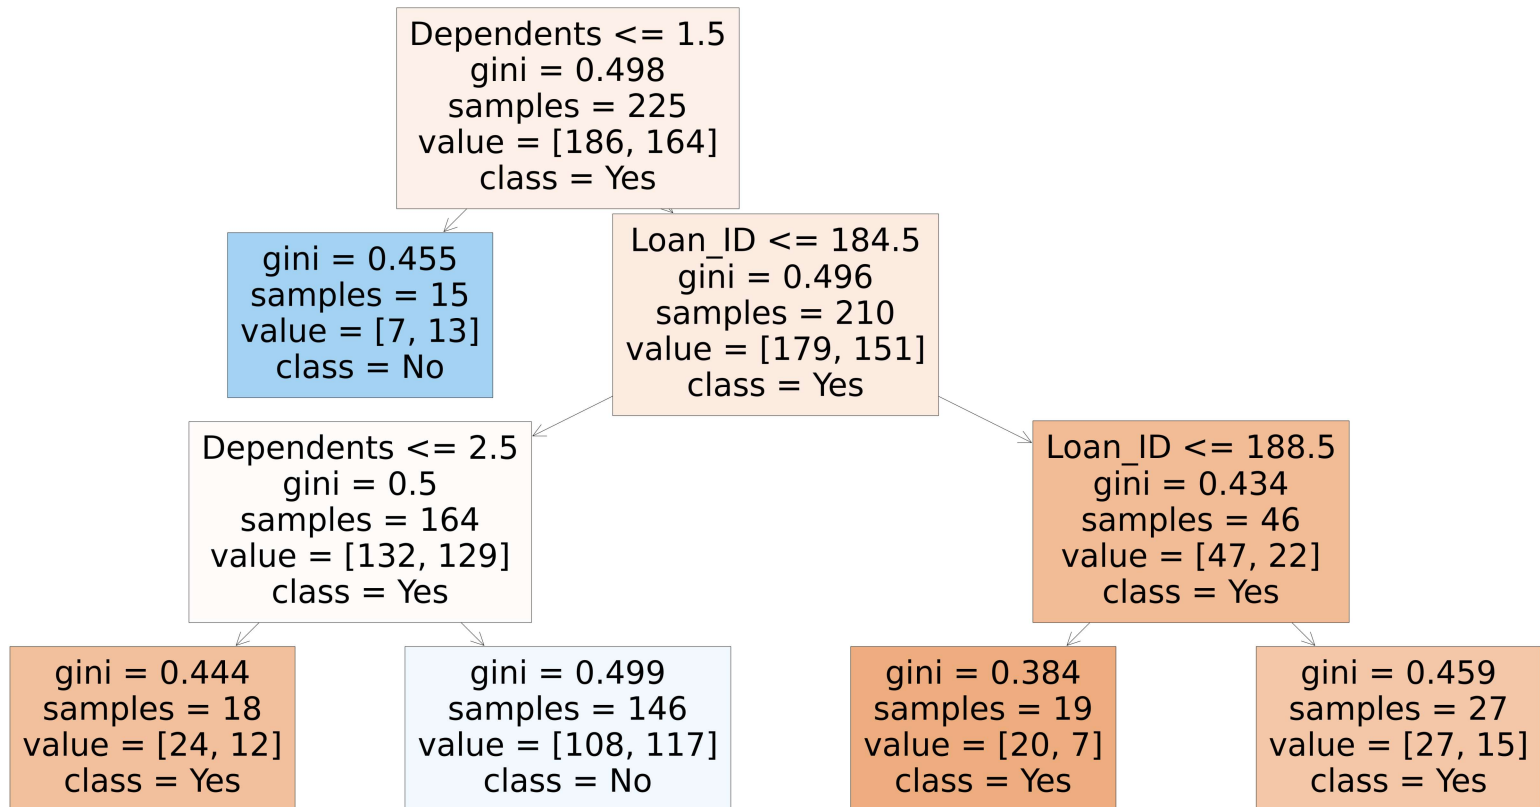 Dependents <= 1.5
gini = 0.498
samples = 225
value = [186, 164]
class = Yes
gini = 0.455
samples = 15
value = [7, 13]
class = No
Loan_ID <= 184.5
gini = 0.496
samples = 210
value = [179, 151]
class = Yes
Dependents <= 2.5
gini = 0.5
samples = 164
value = [132, 129]
class = Yes
Loan_ID <= 188.5
gini = 0.434
samples = 46
value = [47, 22]
class = Yes
gini = 0.444
samples = 18
value = [24, 12]
class = Yes
gini = 0.499
samples = 146
value = [108, 117]
class = No
gini = 0.384
samples = 19
value = [20, 7]
class = Yes
gini = 0.459
samples = 27
value = [27, 15]
class = Yes